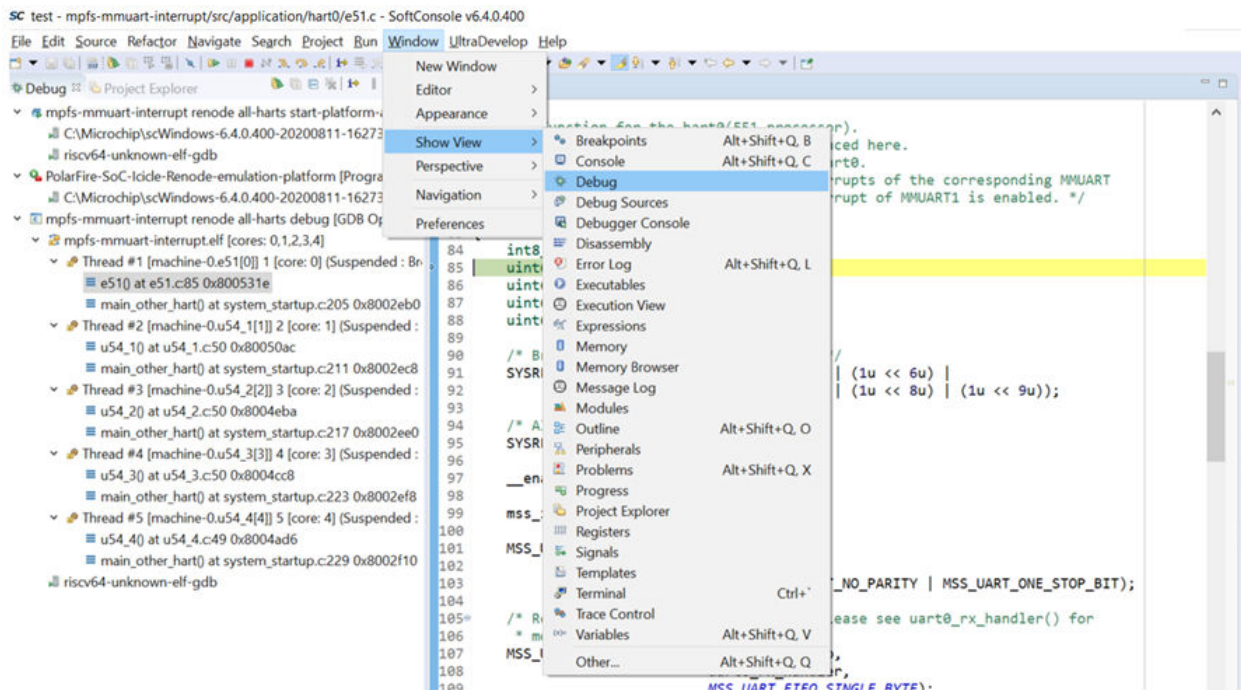 SC test - mpfs-mmuart-interrupt/src/application/hart0/e51.c - SoftConsole v6.4.0.400
File Edit Source Refactor Navigate Search Project Run Window UltraDevelop Help
Debug Project Explorer
mpfs-mmuart-interrupt renode all-harts start-platform-
C:\Microchip\scWindows-6.4.0.400-20200811-16273
riscv64-unknown-elf-gdb
PolarFire-SoC-Icicle-Renode-emulation-platform [Progra
C:\Microchip\scWindows-6.4.0.400-20200811-16273
mpfs-mmuart-interrupt renode all-harts debug [GDB Op
mpfs-mmuart-interrupt.elf [cores: 0,1,2,3,4]
Thread #1 [machine-0.e51[0]] 1 [core: 0] (Suspended : Br
e51() at e51.c:85 0x800531e
main_other_hart() at system_startup.c:205 0x8002eb0
Thread #2 [machine-0.u54_1[1]] 2 [core: 1] (Suspended :
u54_1() at u54_1.c:50 0x80050ac
main_other_hart() at system_startup.c:211 0x8002ec8
Thread #3 [machine-0.u54_2[2]] 3 [core: 2] (Suspended :
u54_2() at u54_2.c:50 0x8004eba
main_other_hart() at system_startup.c:217 0x8002ee0
Thread #4 [machine-0.u54_3[3]] 4 [core: 3] (Suspended :
u54_3() at u54_3.c:50 0x8004cc8
main_other_hart() at system_startup.c:223 0x8002ef8
Thread #5 [machine-0.u54_4[4]] 5 [core: 4] (Suspended :
u54_4() at u54_4.c:49 0x8004ad6
main_other_hart() at system_startup.c:229 0x8002f10
riscv64-unknown-elf-gdb
New Window
Editor >
Appearance >
Show View >
Perspective >
Navigation >
Preferences
Breakpoints Alt+Shift+Q, B
Console Alt+Shift+Q, C
Debug
Debug Sources
Debugger Console
Disassembly
Error Log Alt+Shift+Q, L
Executables
Execution View
Expressions
Memory
Memory Browser
Message Log
Modules
Outline Alt+Shift+Q, O
Peripherals
Problems Alt+Shift+Q, X
Progress
Project Explorer
Registers
Signals
Templates
Terminal Ctrl+`
Trace Control
Variables Alt+Shift+Q, V
Other... Alt+Shift+Q, Q
function for the hart0(E51 processor).
ced here.
rt0.
rrupts of the corresponding MMUART
rrupt of MMUART1 is enabled. */
84 int8_
85 uint
86 uint
87 uint
88 uint
89
90 /* B */
91 SYSR | (1u << 6u) |
92 | (1u << 8u) | (1u << 9u));
93
94 /* A
95 SYSR
96
97 __en
98
99 mss_
100
101 MSS_U
102
103 T_NO_PARITY | MSS_UART_ONE_STOP_BIT);
104
105 /* R ease see uart0_rx_handler() for
106 * m
107 MSS_U
108
109 MSS_UART_FIFO_SINGLE_BYTE);